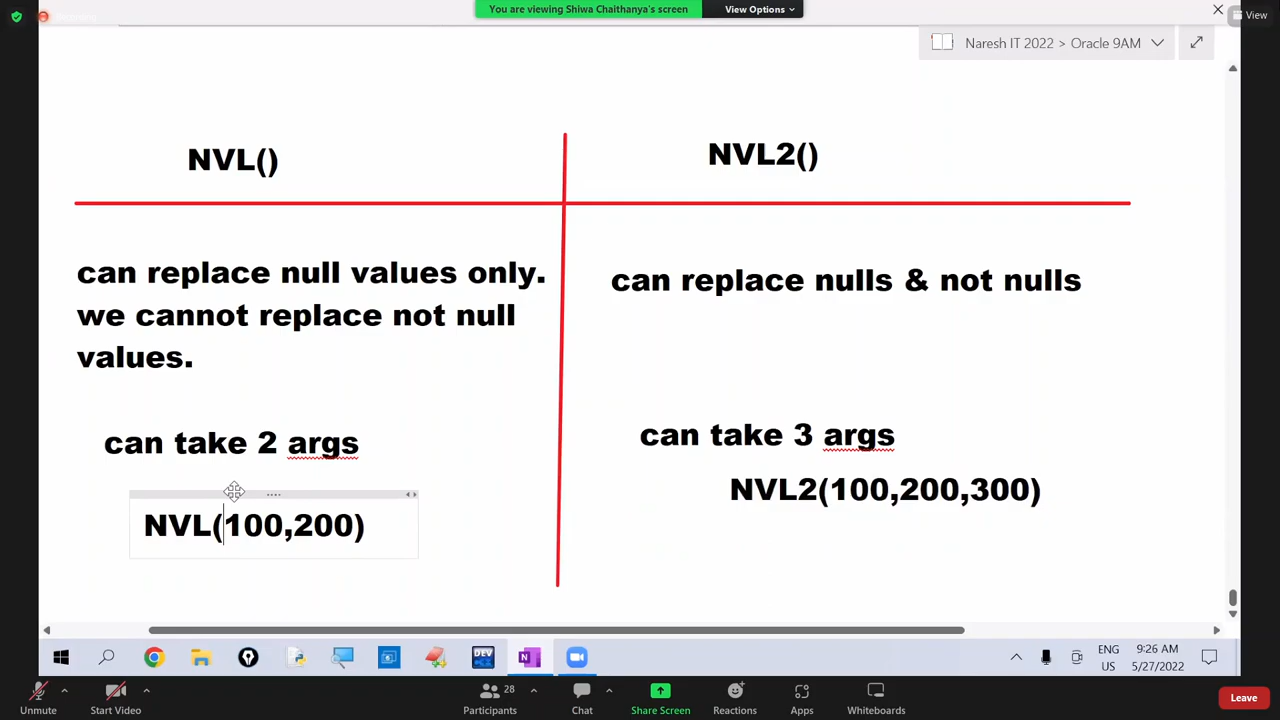 You are viewing Shiwa Chaithanya's screen
View Options
View
Naresh IT 2022 > Oracle 9AM
NVL()
NVL2()
can replace null values only.
we cannot replace not null
values.
can replace nulls & not nulls
can take 2 args
can take 3 args
NVL(100,200)
NVL2(100,200,300)
DEV
N
ENG
US
9:26 AM
5/27/2022
Unmute
Start Video
28
Participants
Chat
Share Screen
Reactions
Apps
Whiteboards
Leave